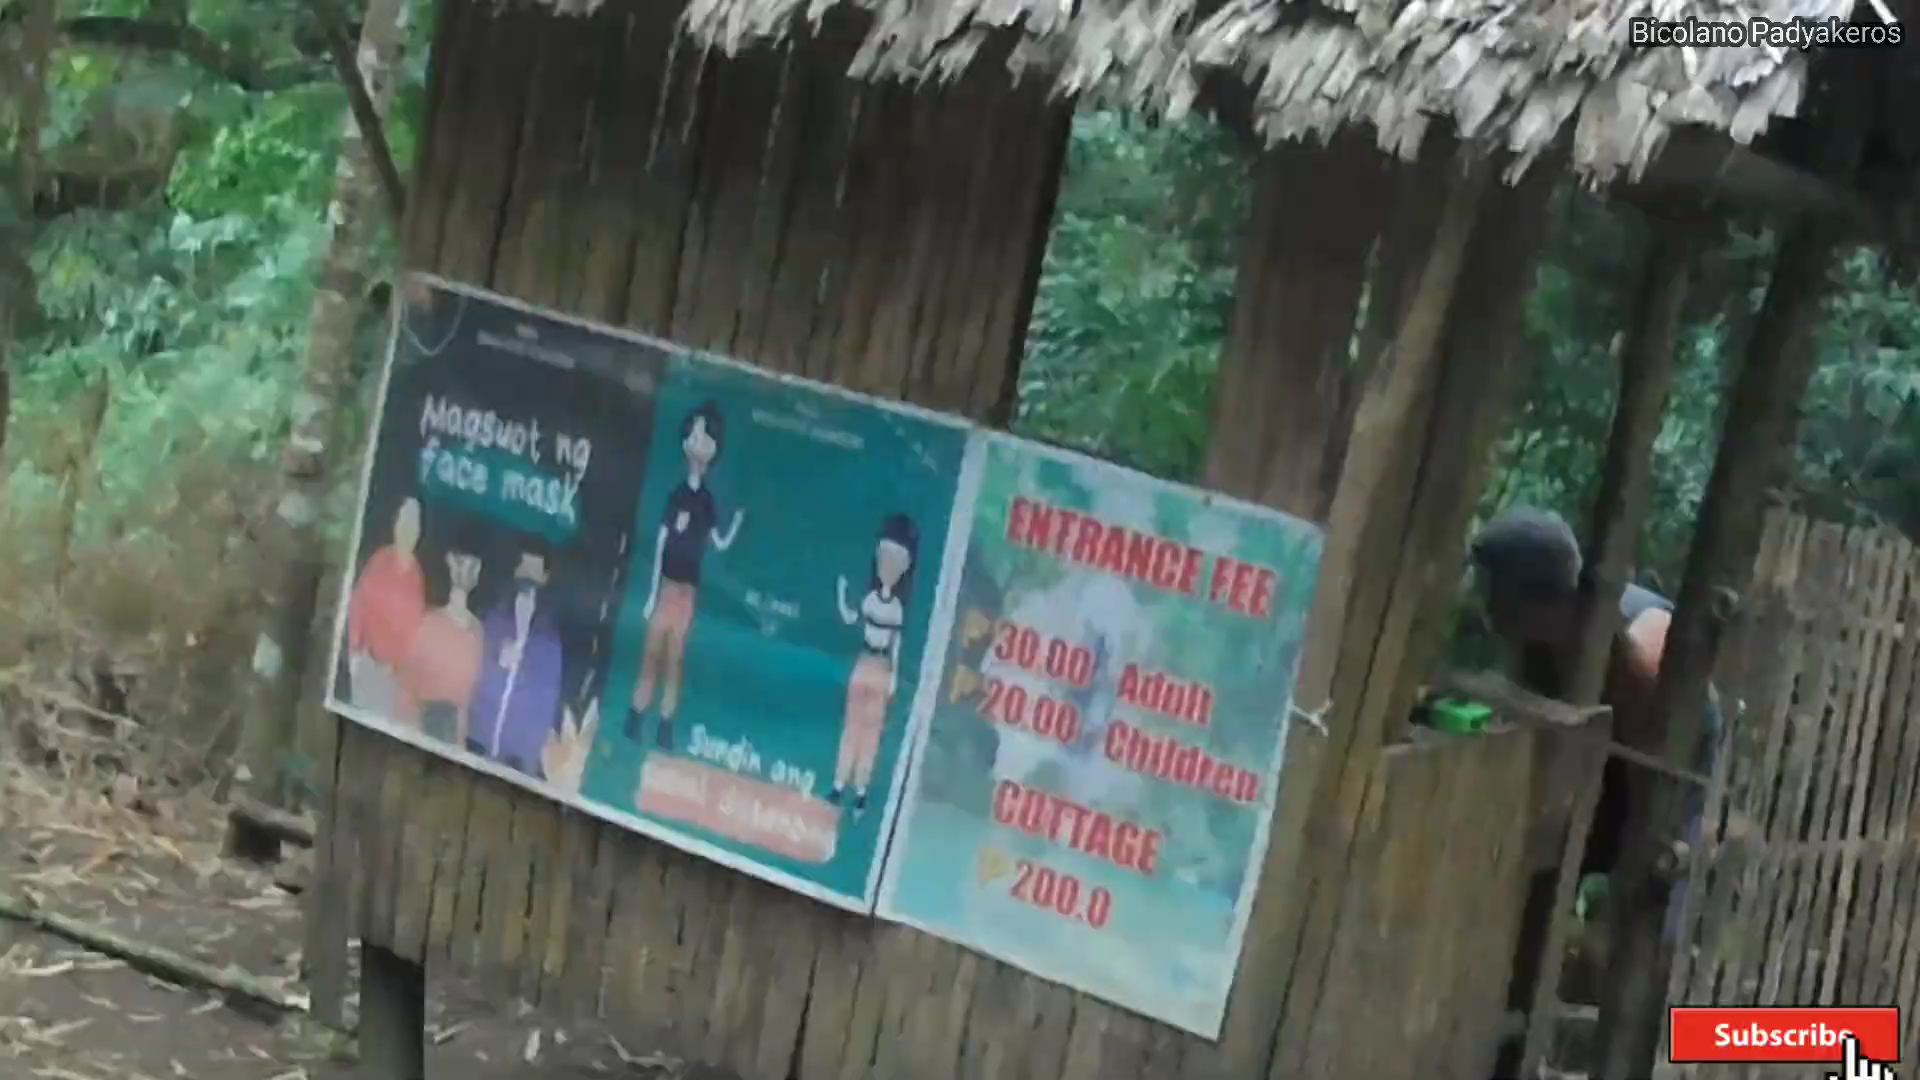 Bicolano Padyakeros
Magsuot ng
face mask
Sundin ang
ENTRANCE FEE
30.00 Adult
20.00 Children
COTTAGE
200.0
Subscribe